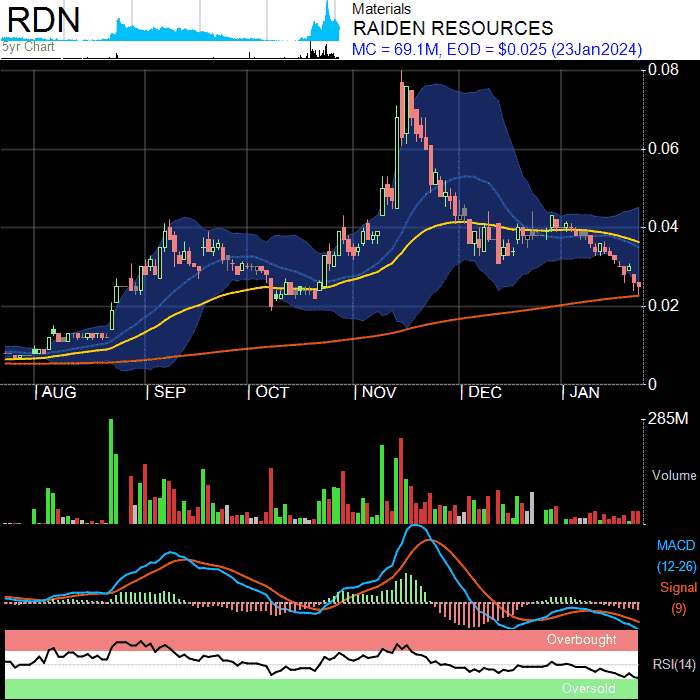 RDN
5yr Chart
Materials
RAIDEN RESOURCES
MC = 69.1M, EOD = $0.025 (23Jan2024)
0.08
0.06
0.04
0.02
0
AUG SEP OCT NOV DEC JAN
285M
Volume
MACD
(12-26)
Signal
(9)
Overbought
RSI(14)
Oversold